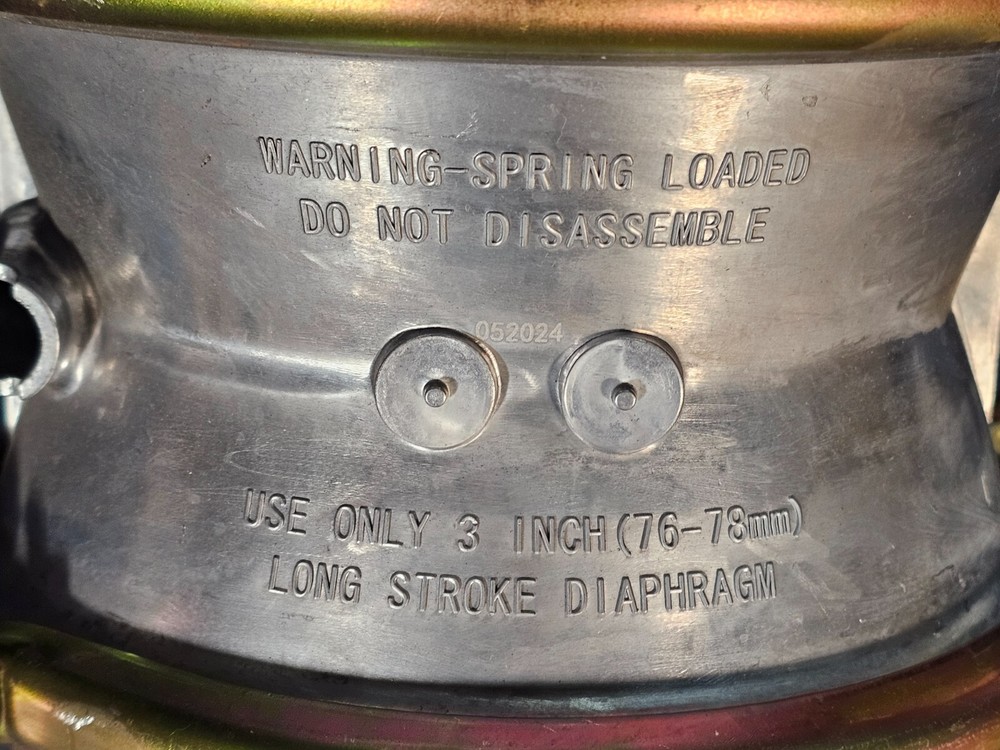 WARNING-SPRING LOADED
DO NOT DISASSEMBLE
052024
USE ONLY 3 INCH(76-78mm)
LONG STROKE DIAPHRAGM